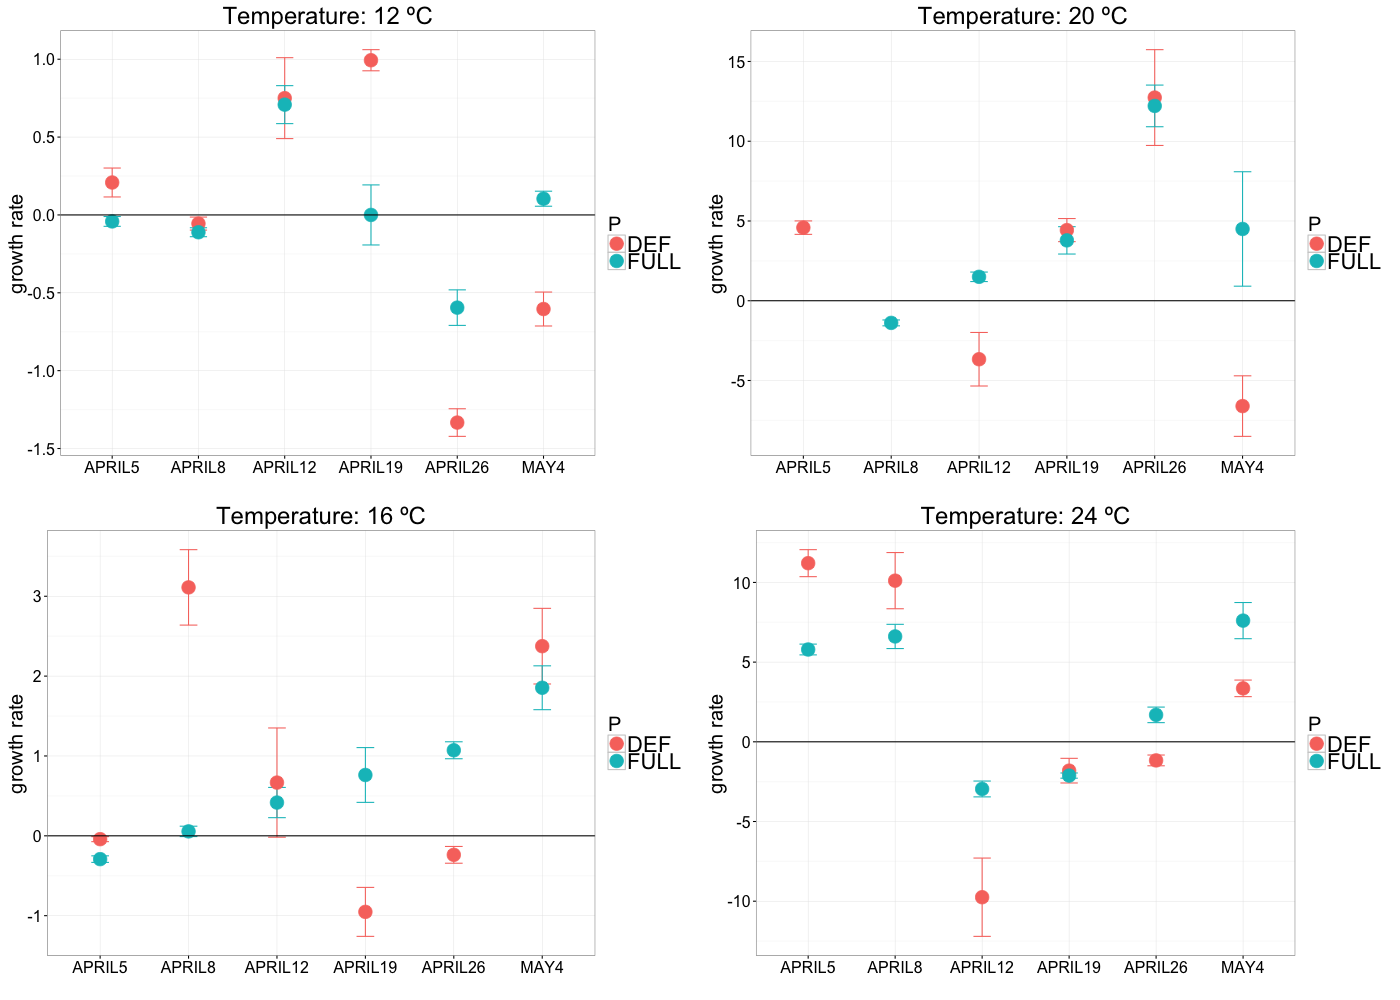 Temperature: 12 ºC
growth rate
1.0
0.5
0.0
-0.5
-1.0
-1.5
APRIL5 APRIL8 APRIL12 APRIL19 APRIL26 MAY4
P
DEF
FULL
Temperature: 20 ºC
growth rate
15
10
5
0
-5
APRIL5 APRIL8 APRIL12 APRIL19 APRIL26 MAY4
P
DEF
FULL
Temperature: 16 ºC
growth rate
3
2
1
0
-1
APRIL5 APRIL8 APRIL12 APRIL19 APRIL26 MAY4
P
DEF
FULL
Temperature: 24 ºC
growth rate
10
5
0
-5
-10
APRIL5 APRIL8 APRIL12 APRIL19 APRIL26 MAY4
P
DEF
FULL